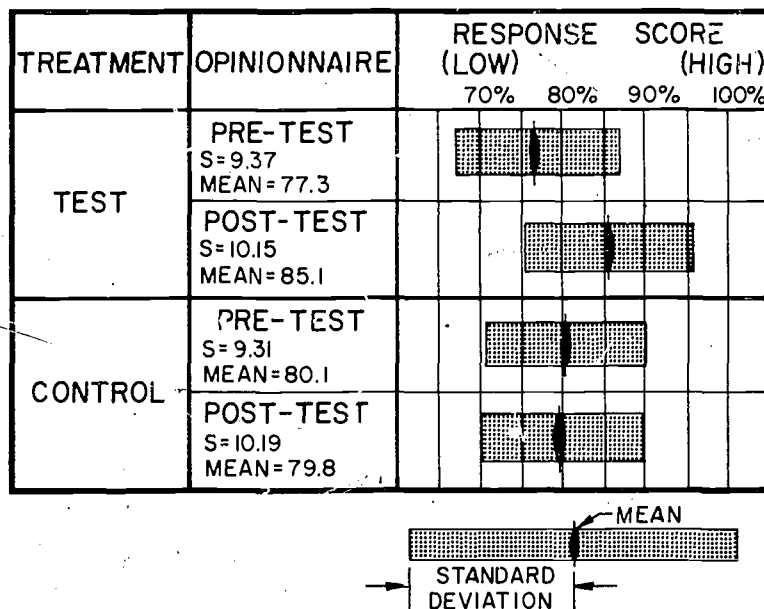 TREATMENT
OPINIONNAIRE
RESPONSE SCORE
(LOW) (HIGH)
70% 80% 90% 100%
TEST
PRE-TEST
S=9.37
MEAN=77.3
POST-TEST
S=10.15
MEAN=85.1
CONTROL
PRE-TEST
S=9.31
MEAN=80.1
POST-TEST
S=10.19
MEAN=79.8
MEAN
STANDARD
DEVIATION